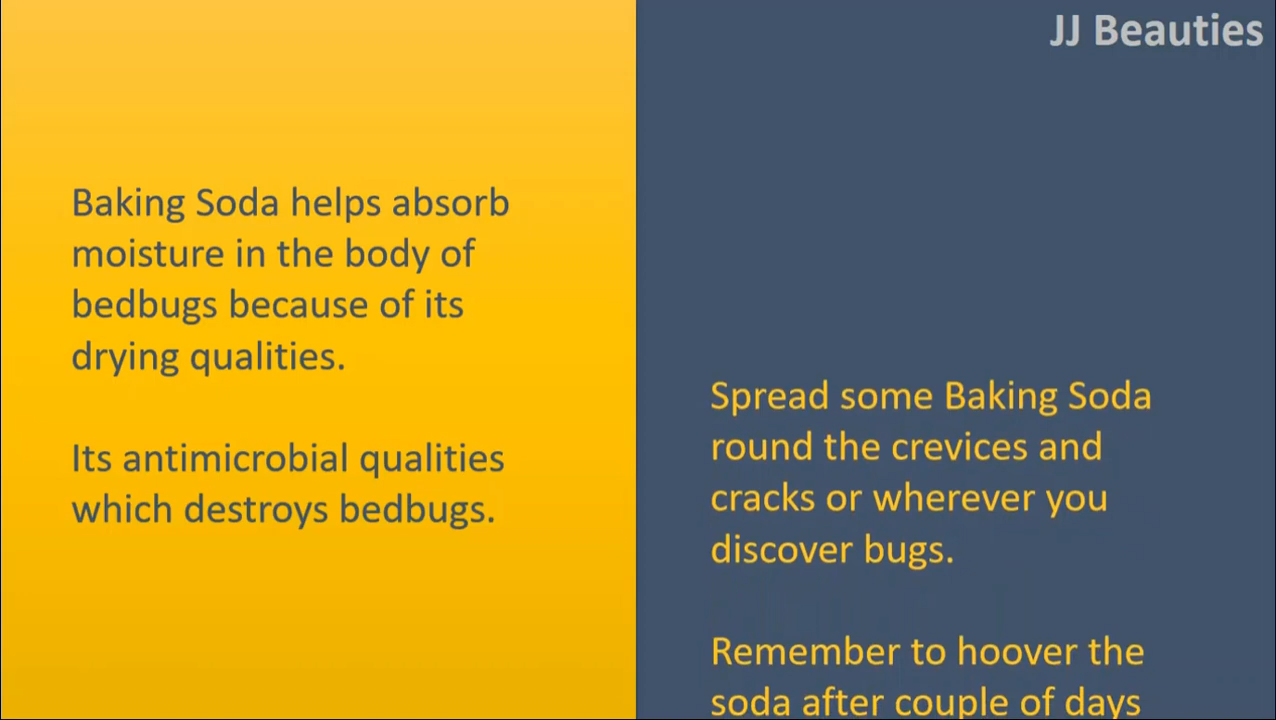 JJ Beauties
Baking Soda helps absorb
moisture in the body of
bedbugs because of its
drying qualities.
Its antimicrobial qualities
which destroys bedbugs.
Spread some Baking Soda
round the crevices and
cracks or wherever you
discover bugs.
Remember to hoover the
soda after couple of days